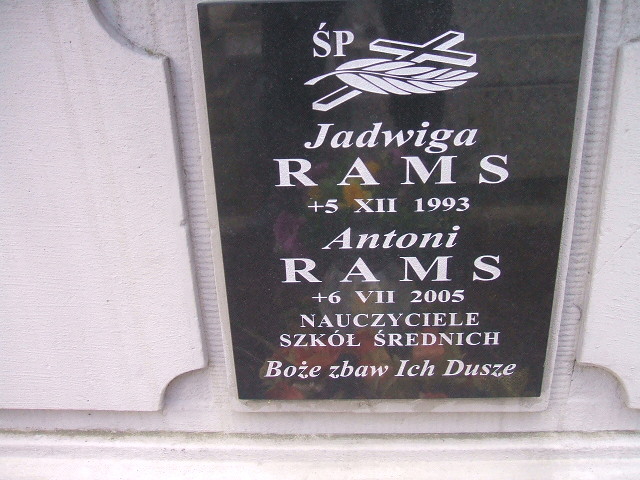 ŚP
Jadwiga
RAMS
+5 XII 1993
Antoni
RAMS
+6 VII 2005
NAUCZYCIELE
SZKÓŁ ŚREDNICH
Boże zbaw Ich Dusze